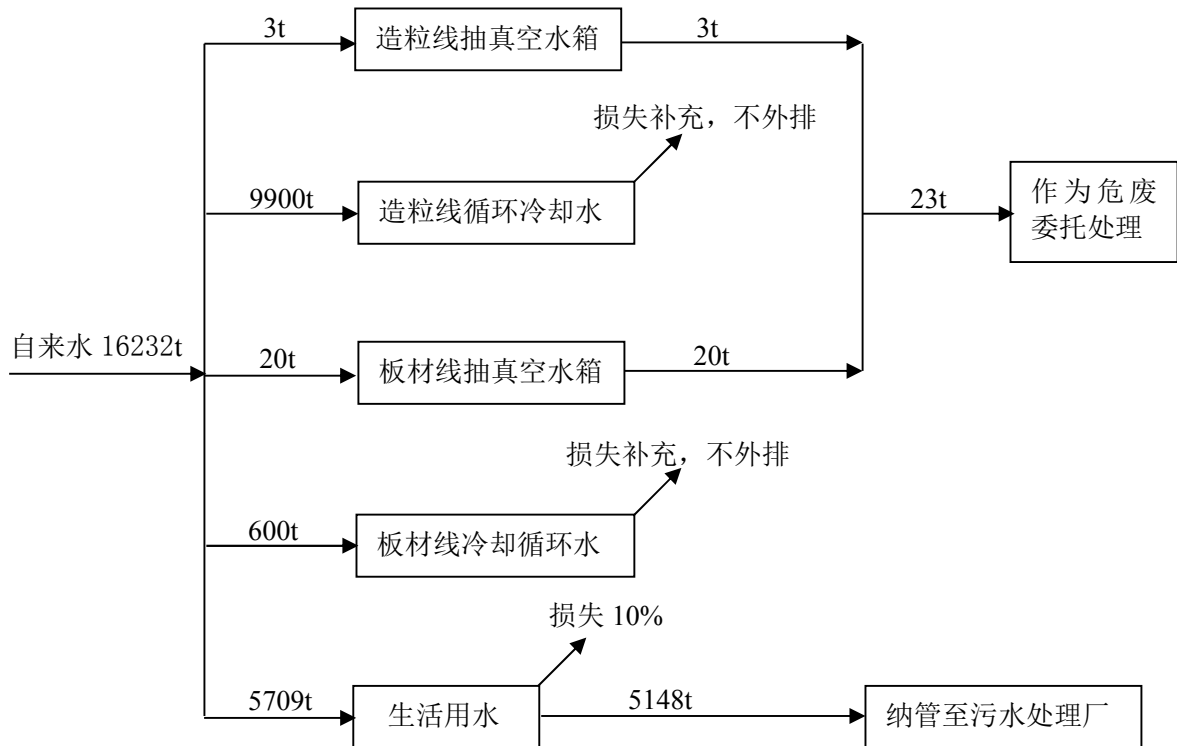 3t
造粒线抽真空水箱
3t
损失补充，不外排
9900t
造粒线循环冷却水
23t
作为危废
委托处理
自来水 16232t
20t
板材线抽真空水箱
20t
损失补充，不外排
600t
板材线冷却循环水
损失 10%
5709t
生活用水
5148t
纳管至污水处理厂